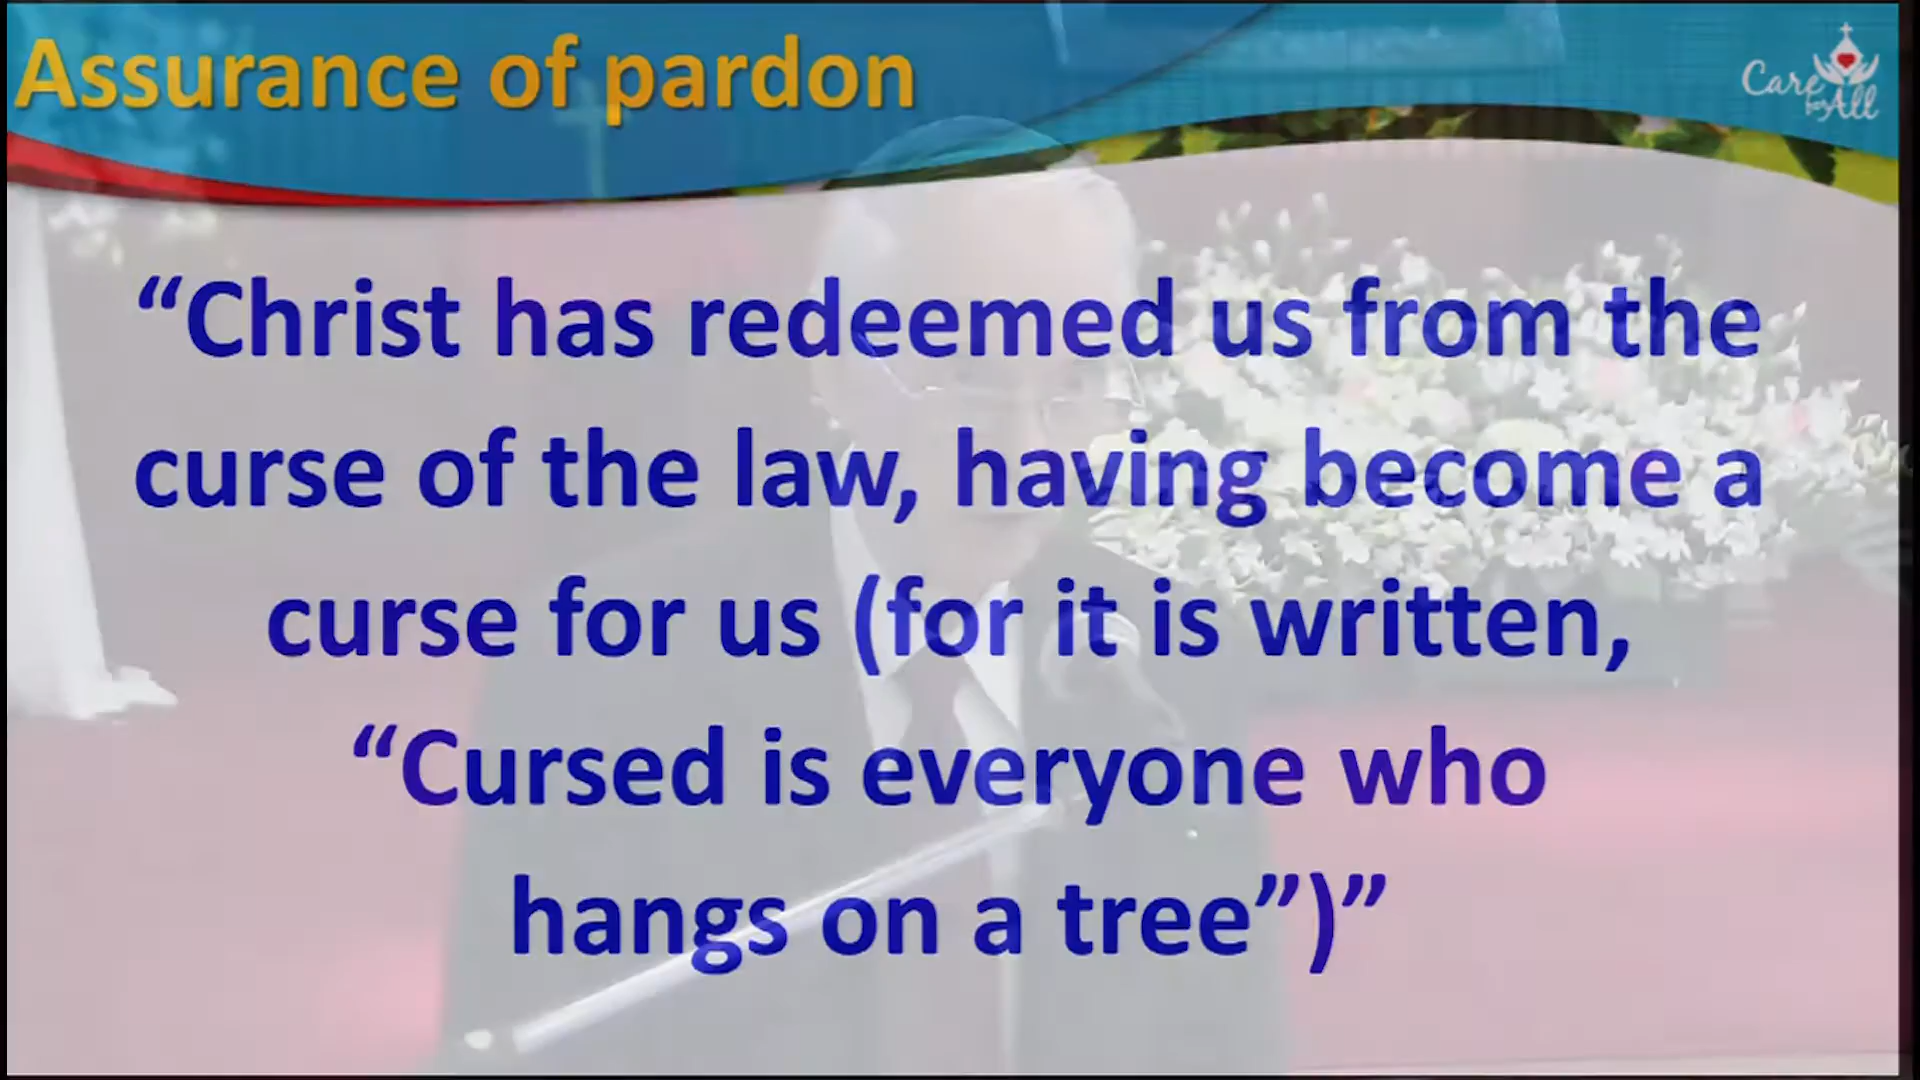 Assurance of pardon
Care
for All
“Christ has redeemed us from the
curse of the law, having become a
curse for us (for it is written,
“Cursed is everyone who
hangs on a tree”)”